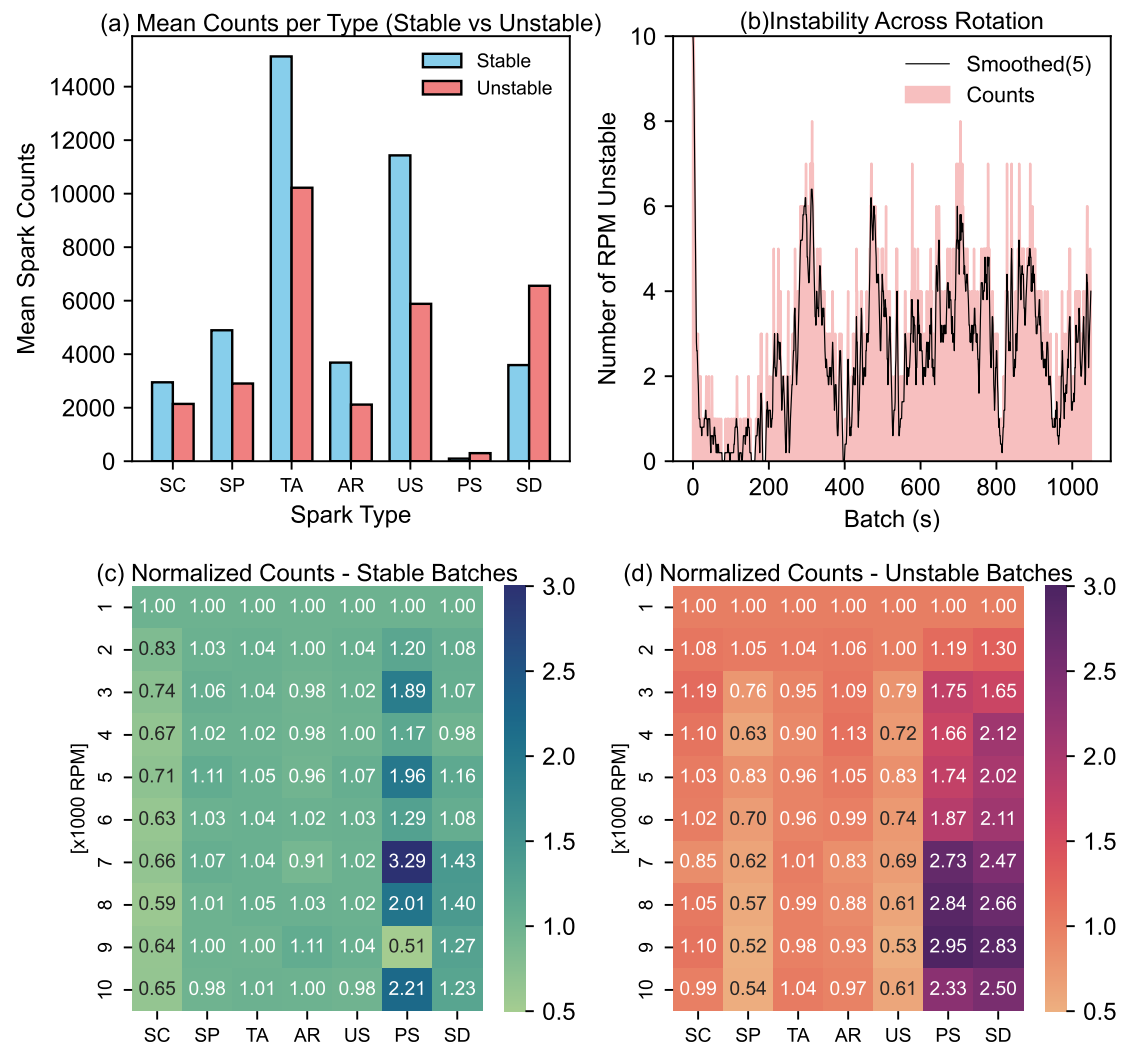 (a) Mean Counts per Type (Stable vs Unstable)
Stable
Unstable
Mean Spark Counts
14000
12000
10000
8000
6000
4000
2000
0
SC SP TA AR US PS SD
Spark Type
(b)Instability Across Rotation
Smoothed(5)
Counts
Number of RPM Unstable
10
8
6
4
2
0
0 200 400 600 800 1000
Batch (s)
(c) Normalized Counts - Stable Batches
[x1000 RPM]
1 1.00 1.00 1.00 1.00 1.00 1.00 1.00
2 0.83 1.03 1.04 1.00 1.04 1.20 1.08
3 0.74 1.06 1.04 0.98 1.02 1.89 1.07
4 0.67 1.02 1.02 0.98 1.00 1.17 0.98
5 0.71 1.11 1.05 0.96 1.07 1.96 1.16
6 0.63 1.03 1.04 1.02 1.03 1.29 1.08
7 0.66 1.07 1.04 0.91 1.02 3.29 1.43
8 0.59 1.01 1.05 1.03 1.02 2.01 1.40
9 0.64 1.00 1.00 1.11 1.04 0.51 1.27
10 0.65 0.98 1.01 1.00 0.98 2.21 1.23
SC SP TA AR US PS SD
3.0
2.5
2.0
1.5
1.0
0.5
(d) Normalized Counts - Unstable Batches
[x1000 RPM]
1 1.00 1.00 1.00 1.00 1.00 1.00 1.00
2 1.08 1.05 1.04 1.06 1.00 1.19 1.30
3 1.19 0.76 0.95 1.09 0.79 1.75 1.65
4 1.10 0.63 0.90 1.13 0.72 1.66 2.12
5 1.03 0.83 0.96 1.05 0.83 1.74 2.02
6 1.02 0.70 0.96 0.99 0.74 1.87 2.11
7 0.85 0.62 1.01 0.83 0.69 2.73 2.47
8 1.05 0.57 0.99 0.88 0.61 2.84 2.66
9 1.10 0.52 0.98 0.93 0.53 2.95 2.83
10 0.99 0.54 1.04 0.97 0.61 2.33 2.50
SC SP TA AR US PS SD
3.0
2.5
2.0
1.5
1.0
0.5